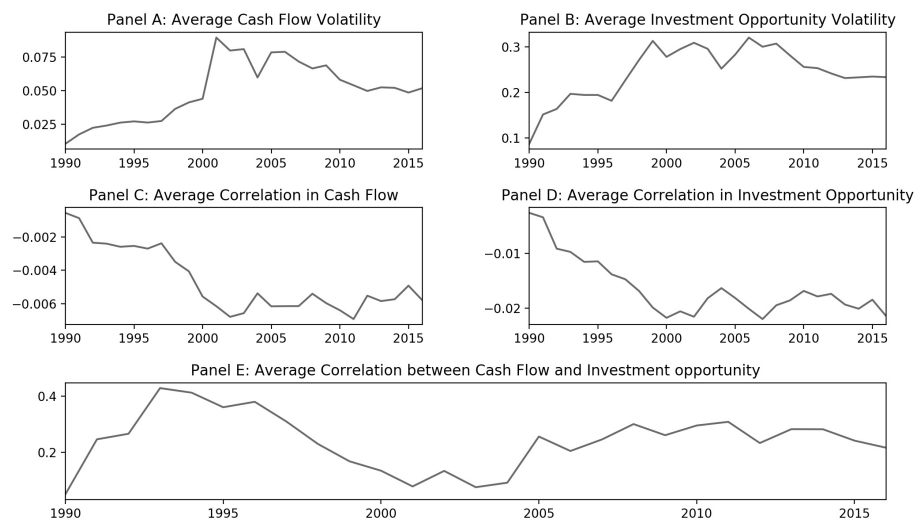 Panel A: Average Cash Flow Volatility
0.075
0.050
0.025
1990 1995 2000 2005 2010 2015
Panel B: Average Investment Opportunity Volatility
0.3
0.2
0.1
1990 1995 2000 2005 2010 2015
Panel C: Average Correlation in Cash Flow
−0.002
−0.004
−0.006
1990 1995 2000 2005 2010 2015
Panel D: Average Correlation in Investment Opportunity
−0.01
−0.02
1990 1995 2000 2005 2010 2015
Panel E: Average Correlation between Cash Flow and Investment opportunity
0.4
0.2
1990 1995 2000 2005 2010 2015